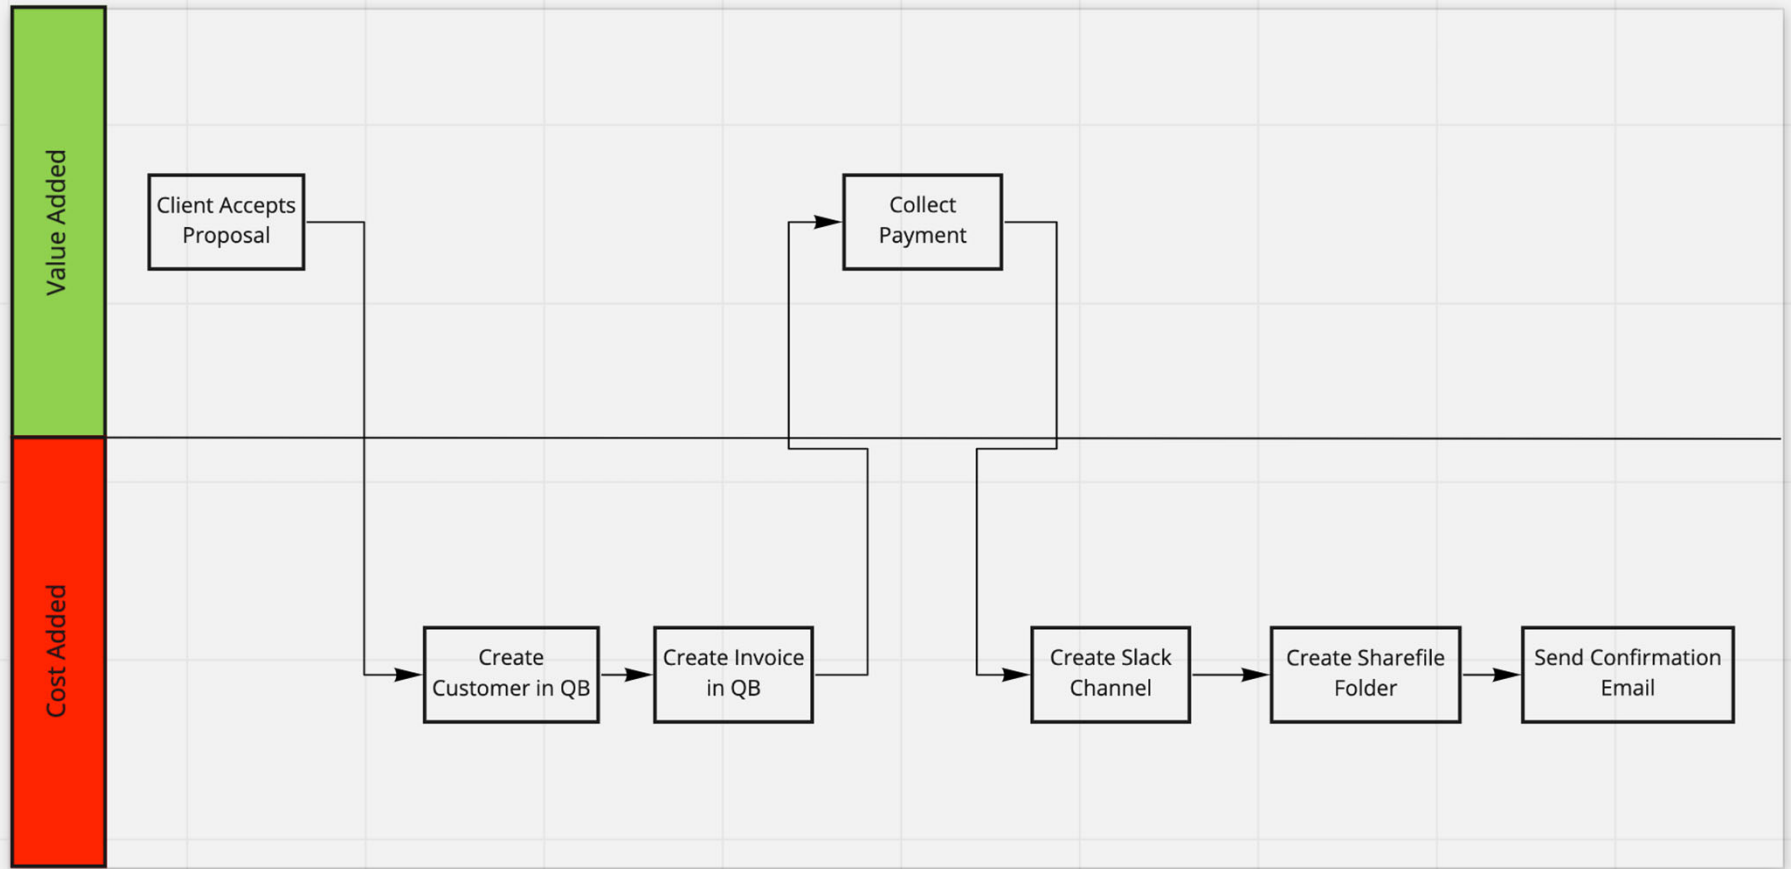 Value Added
Client Accepts
Proposal
Collect
Payment
Cost Added
Create
Customer in QB
Create Invoice
in QB
Create Slack
Channel
Create Sharefile
Folder
Send Confirmation
Email